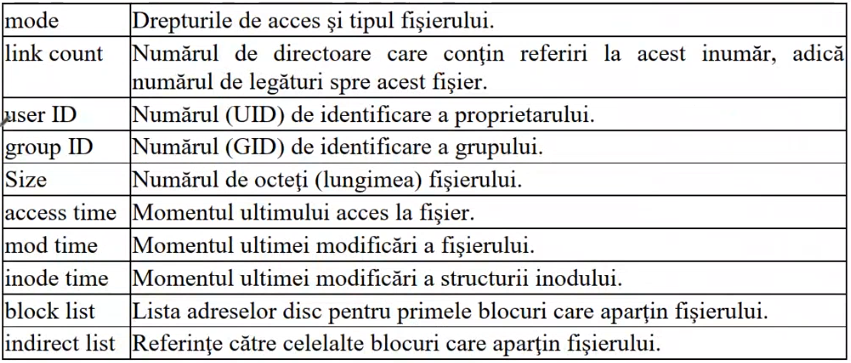 mode Drepturile de acces şi tipul fişierului.
link count Numărul de directoare care conţin referiri la acest inumăr, adică
numărul de legături spre acest fişier.
user ID Numărul (UID) de identificare a proprietarului.
group ID Numărul (GID) de identificare a grupului.
Size Numărul de octeţi (lungimea) fişierului.
access time Momentul ultimului acces la fişier.
mod time Momentul ultimei modificări a fişierului.
inode time Momentul ultimei modificări a structurii inodului.
block list Lista adreselor disc pentru primele blocuri care aparţin fişierului.
indirect list Referinţe către celelalte blocuri care aparţin fişierului.